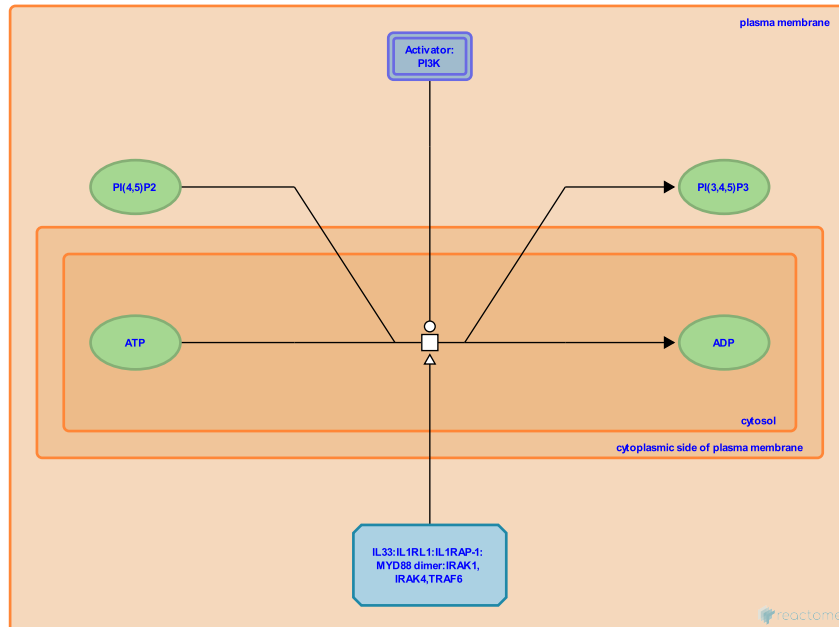 plasma membrane
Activator:
PI3K
PI(4,5)P2
PI(3,4,5)P3
ATP
ADP
cytosol
cytoplasmic side of plasma membrane
IL33:IL1RL1:IL1RAP-1:
MYD88 dimer:IRAK1,
IRAK4,TRAF6
reactome